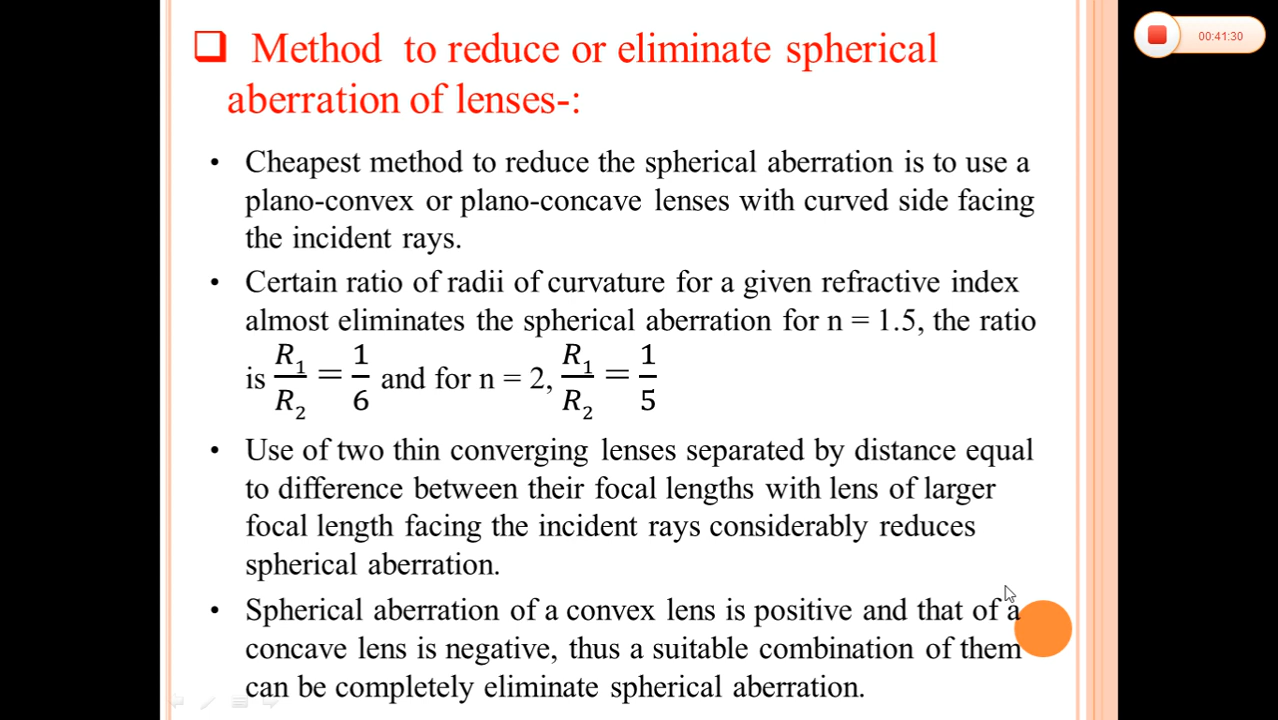 ❑ Method to reduce or eliminate spherical
aberration of lenses-:
00:41:30
• Cheapest method to reduce the spherical aberration is to use a
plano-convex or plano-concave lenses with curved side facing
the incident rays.
• Certain ratio of radii of curvature for a given refractive index
almost eliminates the spherical aberration for n = 1.5, the ratio
is R₁/R₂ = 1/6 and for n = 2, R₁/R₂ = 1/5
• Use of two thin converging lenses separated by distance equal
to difference between their focal lengths with lens of larger
focal length facing the incident rays considerably reduces
spherical aberration.
• Spherical aberration of a convex lens is positive and that of a
concave lens is negative, thus a suitable combination of them
can be completely eliminate spherical aberration.